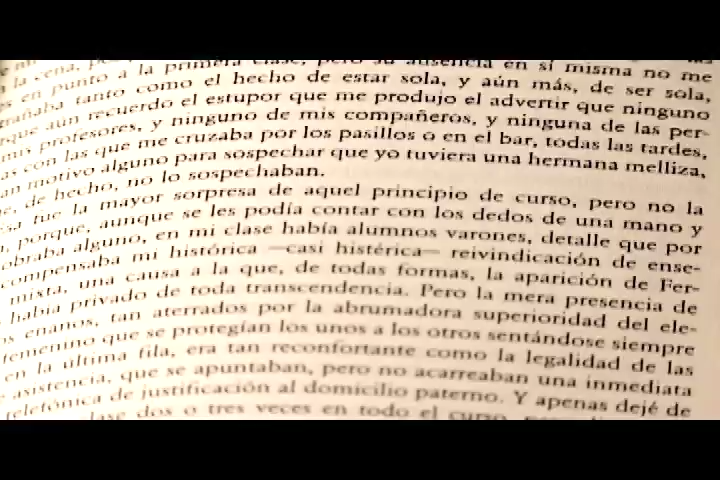 la cena,
es en punto a la primera clase, pero su ausencia en sí misma no me
tanto como el hecho de estar sola, y aún más, de ser sola,
aún recuerdo el estupor que me produjo el advertir que ninguno
mis profesores, y ninguno de mis compañeros, y ninguna de las per-
as con las que me cruzaba por los pasillos o en el bar, todas las tardes,
an motivo alguno para sospechar que yo tuviera una hermana melliza,
e, de hecho, no lo sospechaban.
sa fue la mayor sorpresa de aquel principio de curso, pero no la
a, porque, aunque se les podía contar con los dedos de una mano y
obraba alguno, en mi clase había alumnos varones, detalle que por
compensaba mi histórica —casi histérica— reivindicación de ense-
mixta, una causa a la que, de todas formas, la aparición de Fer-
había privado de toda transcendencia. Pero la mera presencia de
s enanos, tan aterrados por la abrumadora superioridad del ele-
femenino que se protegían los unos a los otros sentándose siempre
en la última fila, era tan reconfortante como la legalidad de las
asistencia, que se apuntaban, pero no acarreaban una inmediata
telefónica de justificación al domicilio paterno. Y apenas dejé de
clase dos o tres veces en todo el curso,